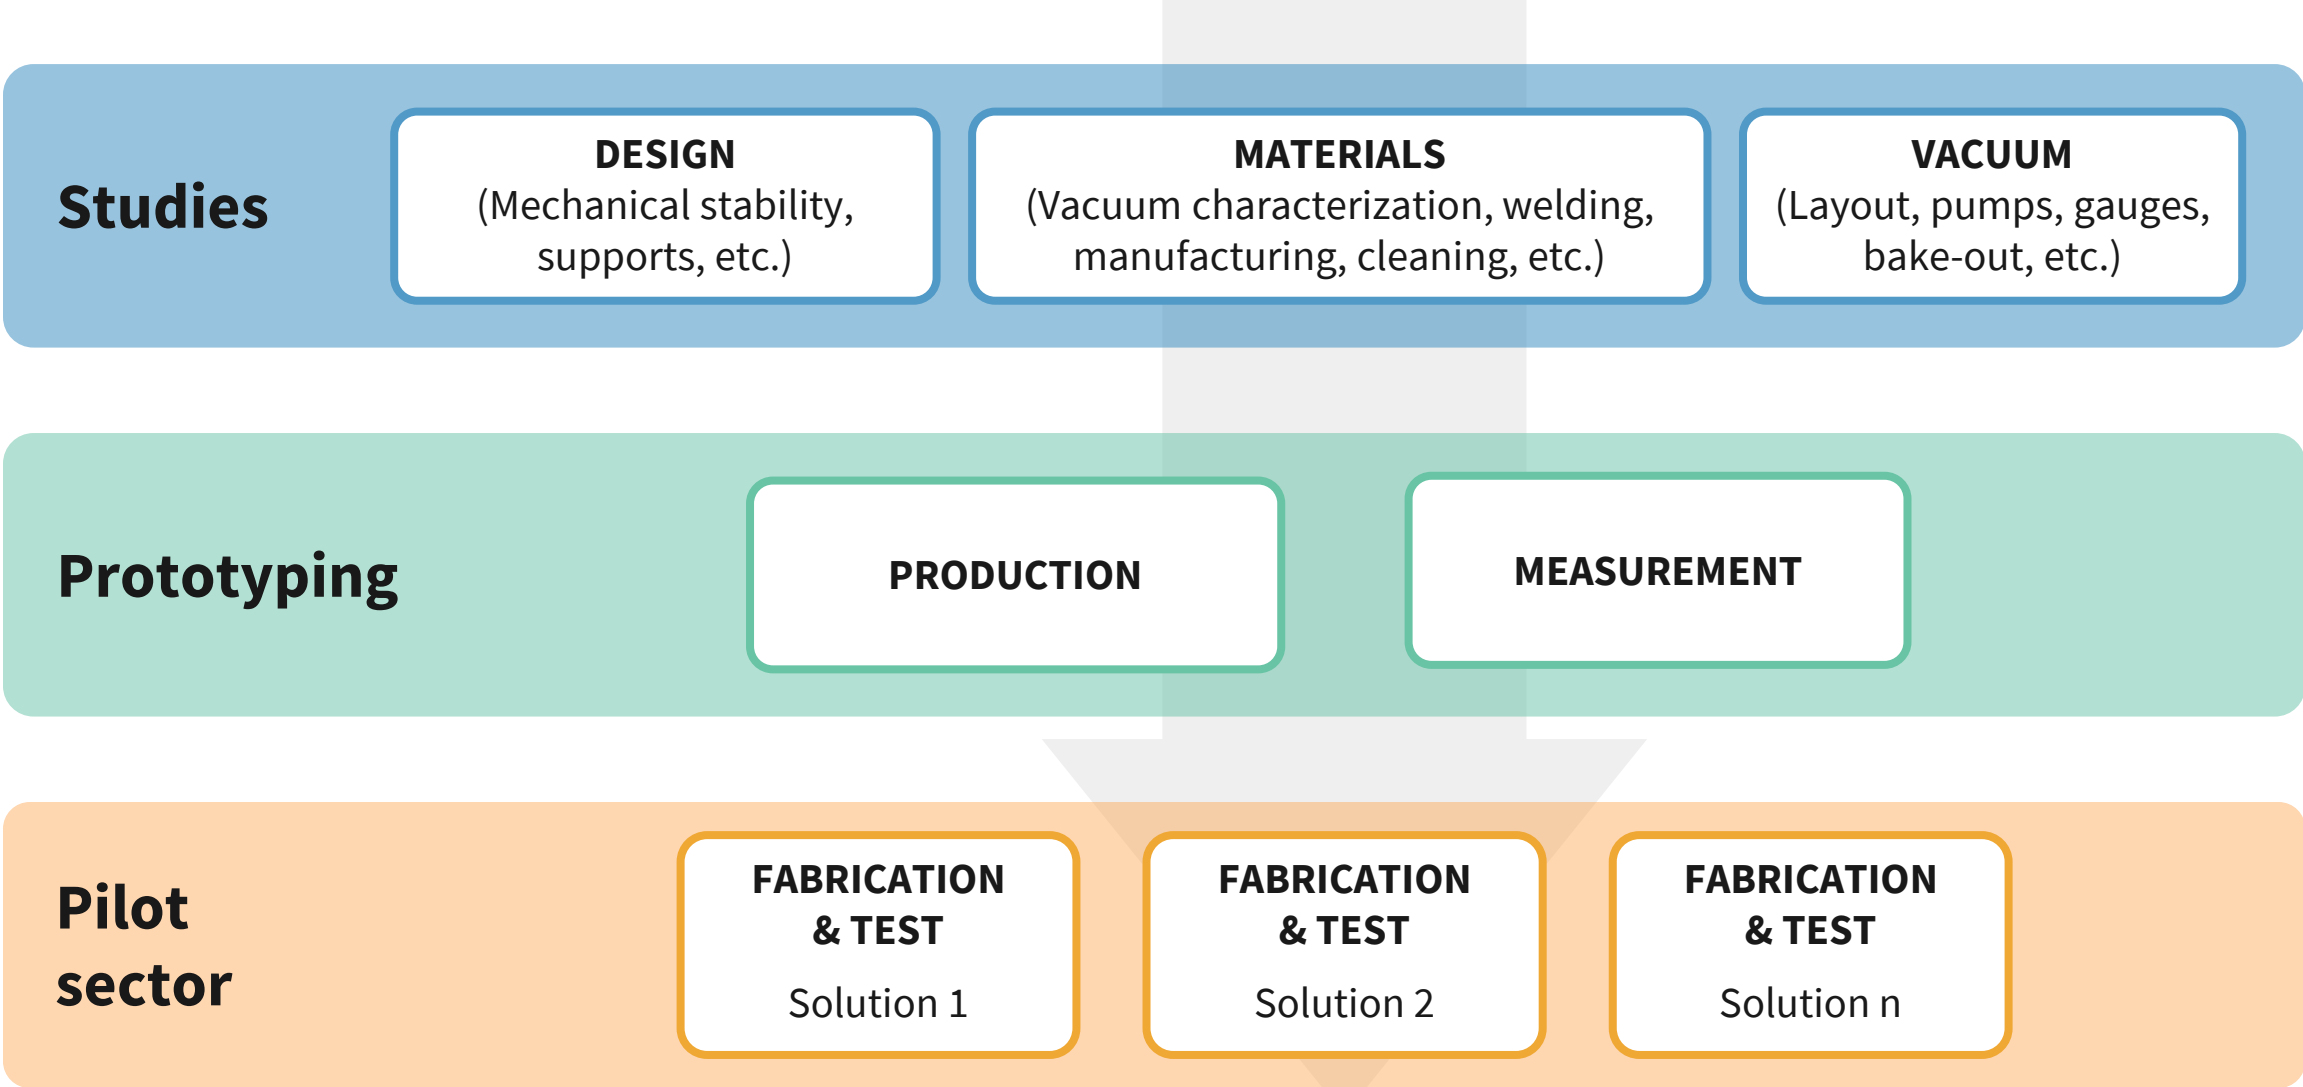 Studies
DESIGN
(Mechanical stability,
supports, etc.)
MATERIALS
(Vacuum characterization, welding,
manufacturing, cleaning, etc.)
VACUUM
(Layout, pumps, gauges,
bake-out, etc.)
Prototyping
PRODUCTION
MEASUREMENT
Pilot
sector
FABRICATION
& TEST
Solution 1
FABRICATION
& TEST
Solution 2
FABRICATION
& TEST
Solution n